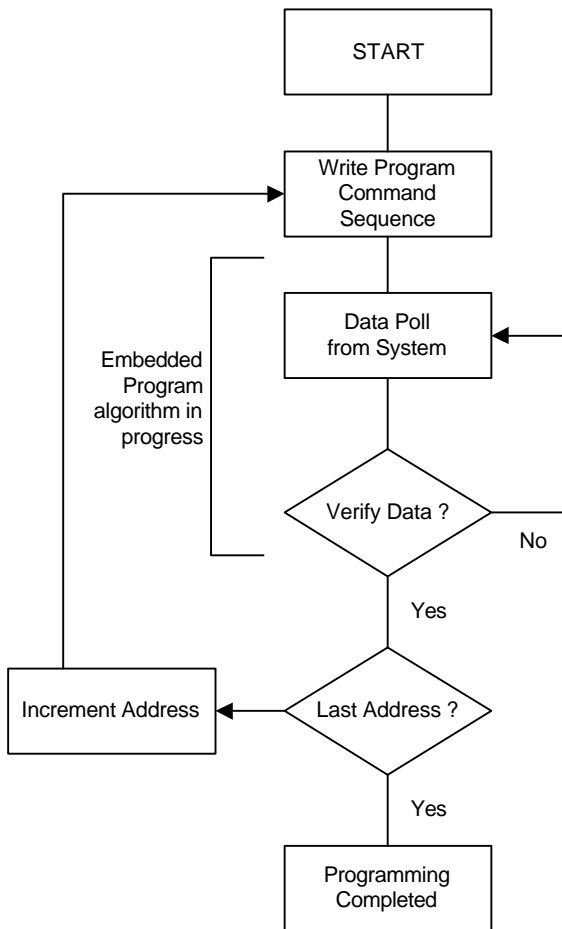 START
Write Program
Command
Sequence
Data Poll
from System
Embedded
Program
algorithm in
progress
Verify Data ?
No
Yes
Increment Address
Last Address ?
Yes
Programming
Completed